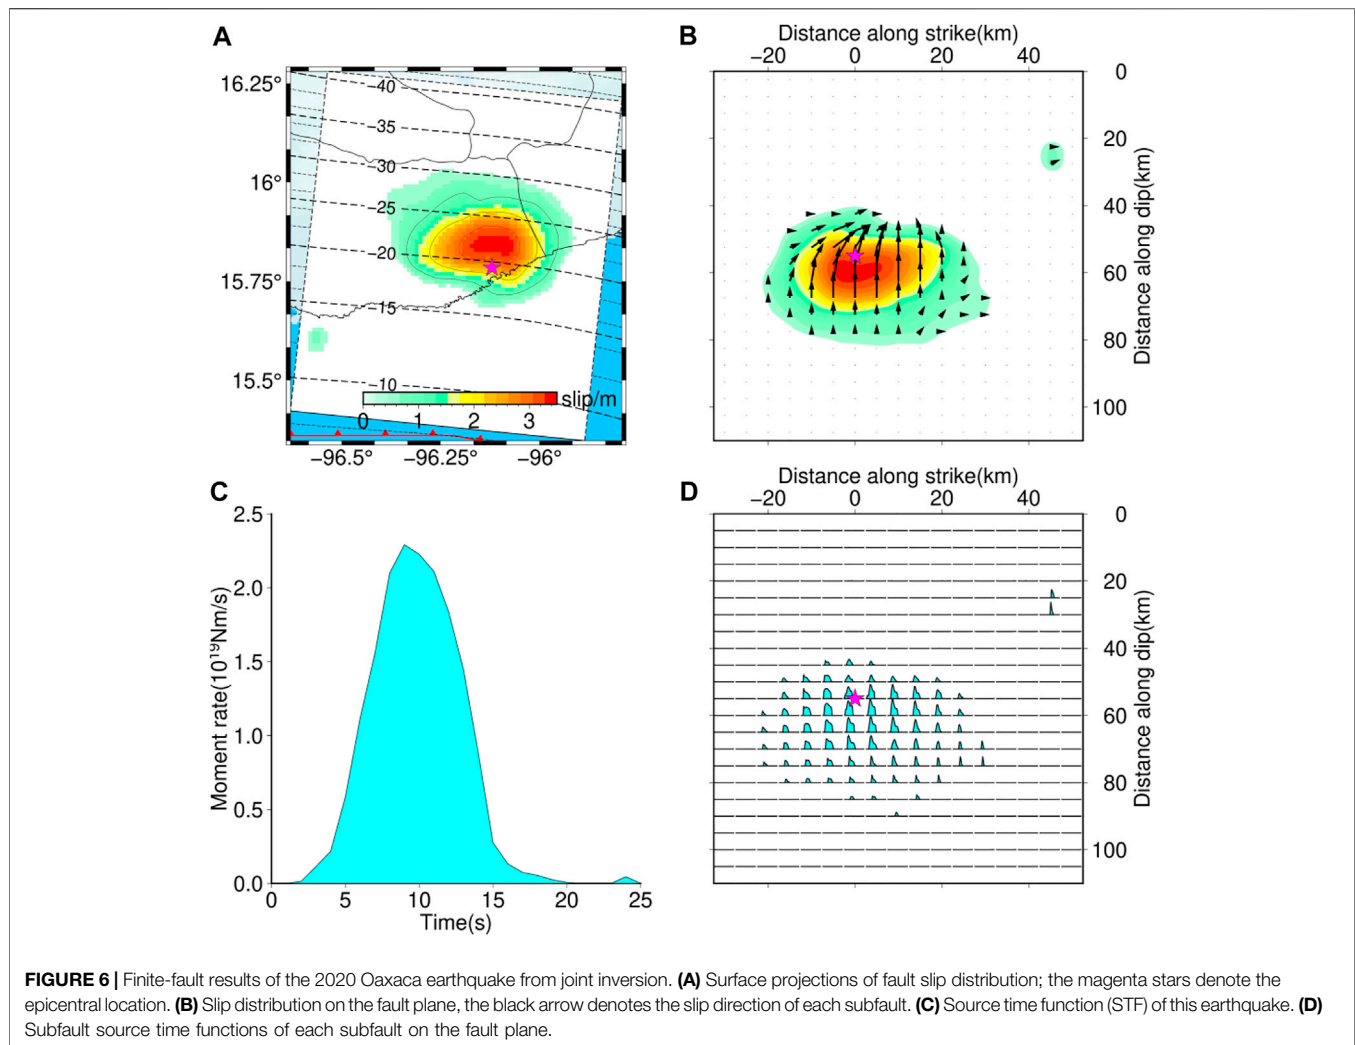 A
16.25°
16°
15.75°
15.5°
−40
−35
−30
−25
−20
−15
−10
slip/m
0 1 2 3
−96.5° −96.25° −96°
B
Distance along strike(km)
−20 0 20 40
0
20
40
60
80
100
Distance along dip(km)
C
2.5
2.0
1.5
1.0
0.5
0.0
Moment rate(10¹⁹Nm/s)
0 5 10 15 20 25
Time(s)
D
Distance along strike(km)
−20 0 20 40
0
20
40
60
80
100
Distance along dip(km)
FIGURE 6 | Finite-fault results of the 2020 Oaxaca earthquake from joint inversion. (A) Surface projections of fault slip distribution; the magenta stars denote the
epicentral location. (B) Slip distribution on the fault plane, the black arrow denotes the slip direction of each subfault. (C) Source time function (STF) of this earthquake. (D)
Subfault source time functions of each subfault on the fault plane.